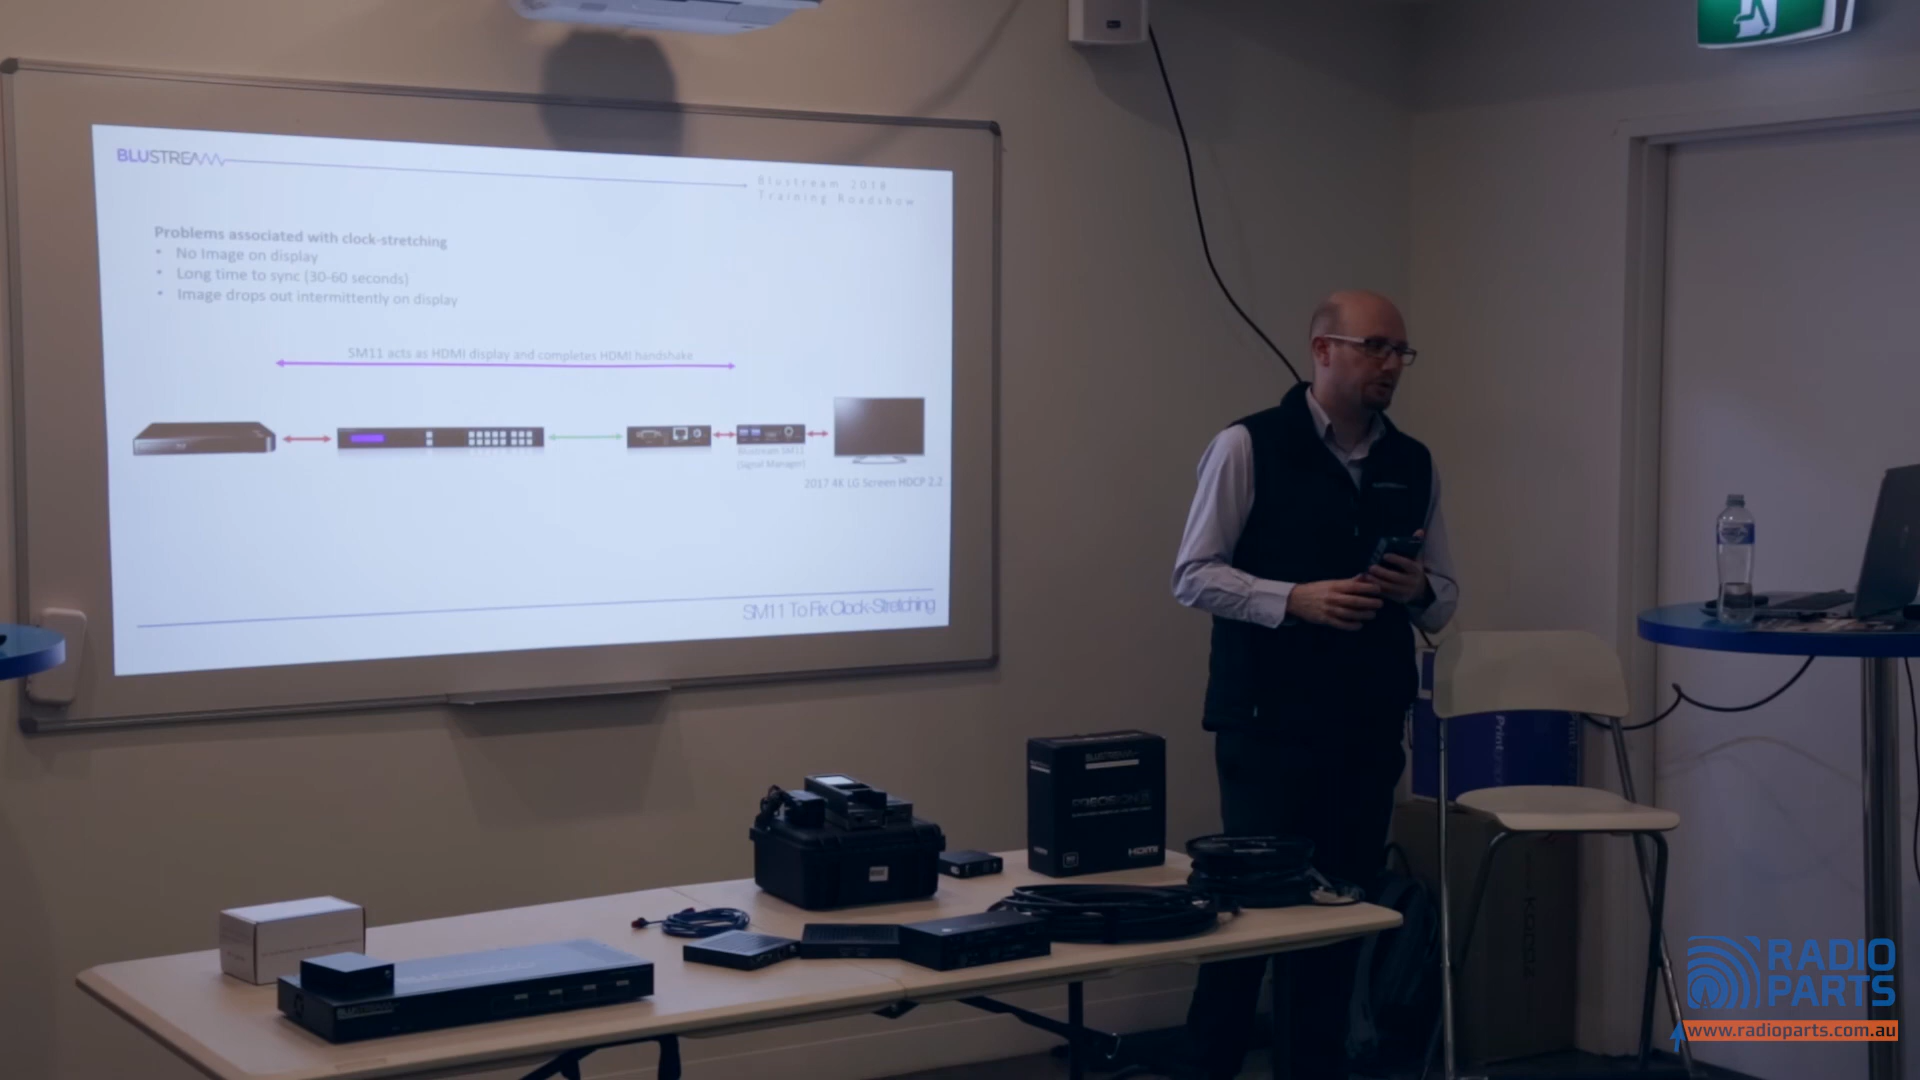 BLUSTREAM
Blustream 2018
Training Roadshow
Problems associated with clock-stretching
• No Image on display
• Long time to sync (30-60 seconds)
• Image drops out intermittently on display
SM11 acts as HDMI display and completes HDMI handshake
Blustream SM11
(Signal Manager)
2017 4K LG Screen HDCP 2.2
SM11 To Fix Clock-Stretching
BLUSTREAM
PRECISION
HDMI
BLUSTREAM
Print
RADIO
PARTS
www.radioparts.com.au